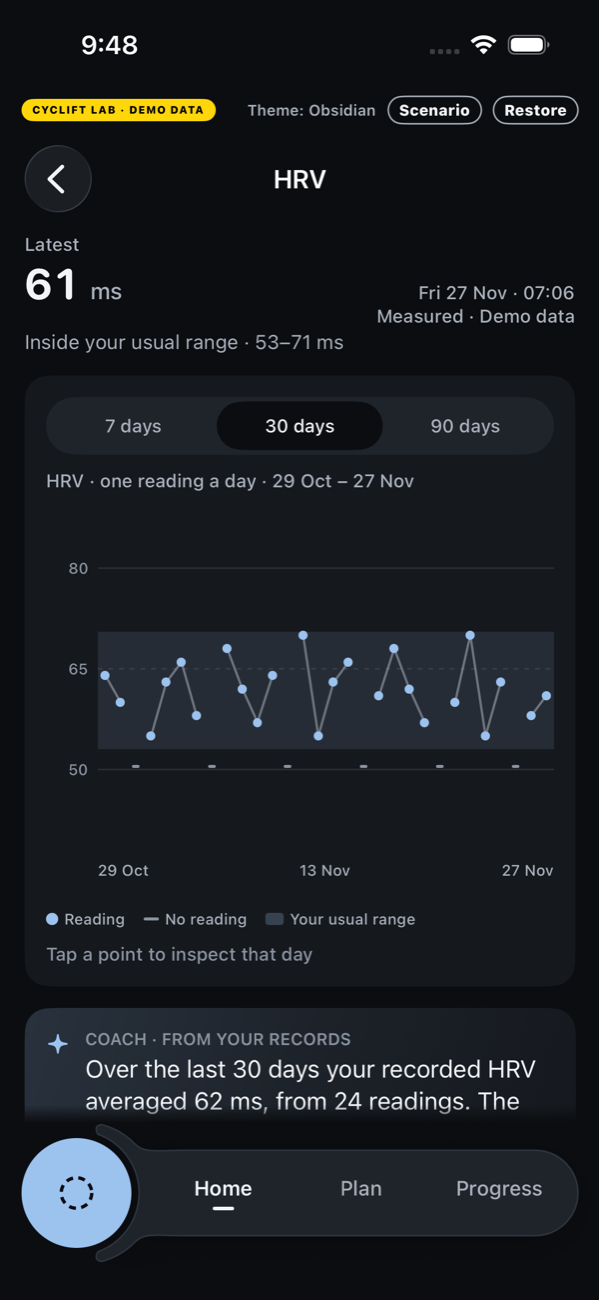 9:48
CYCLIFT LAB · DEMO DATA
Theme: Obsidian
Scenario
Restore
HRV
Latest
61 ms
Fri 27 Nov · 07:06
Measured · Demo data
Inside your usual range · 53–71 ms
7 days
30 days
90 days
HRV · one reading a day · 29 Oct – 27 Nov
80
65
50
29 Oct
13 Nov
27 Nov
Reading
No reading
Your usual range
Tap a point to inspect that day
COACH · FROM YOUR RECORDS
Over the last 30 days your recorded HRV
averaged 62 ms, from 24 readings. The
Home
Plan
Progress